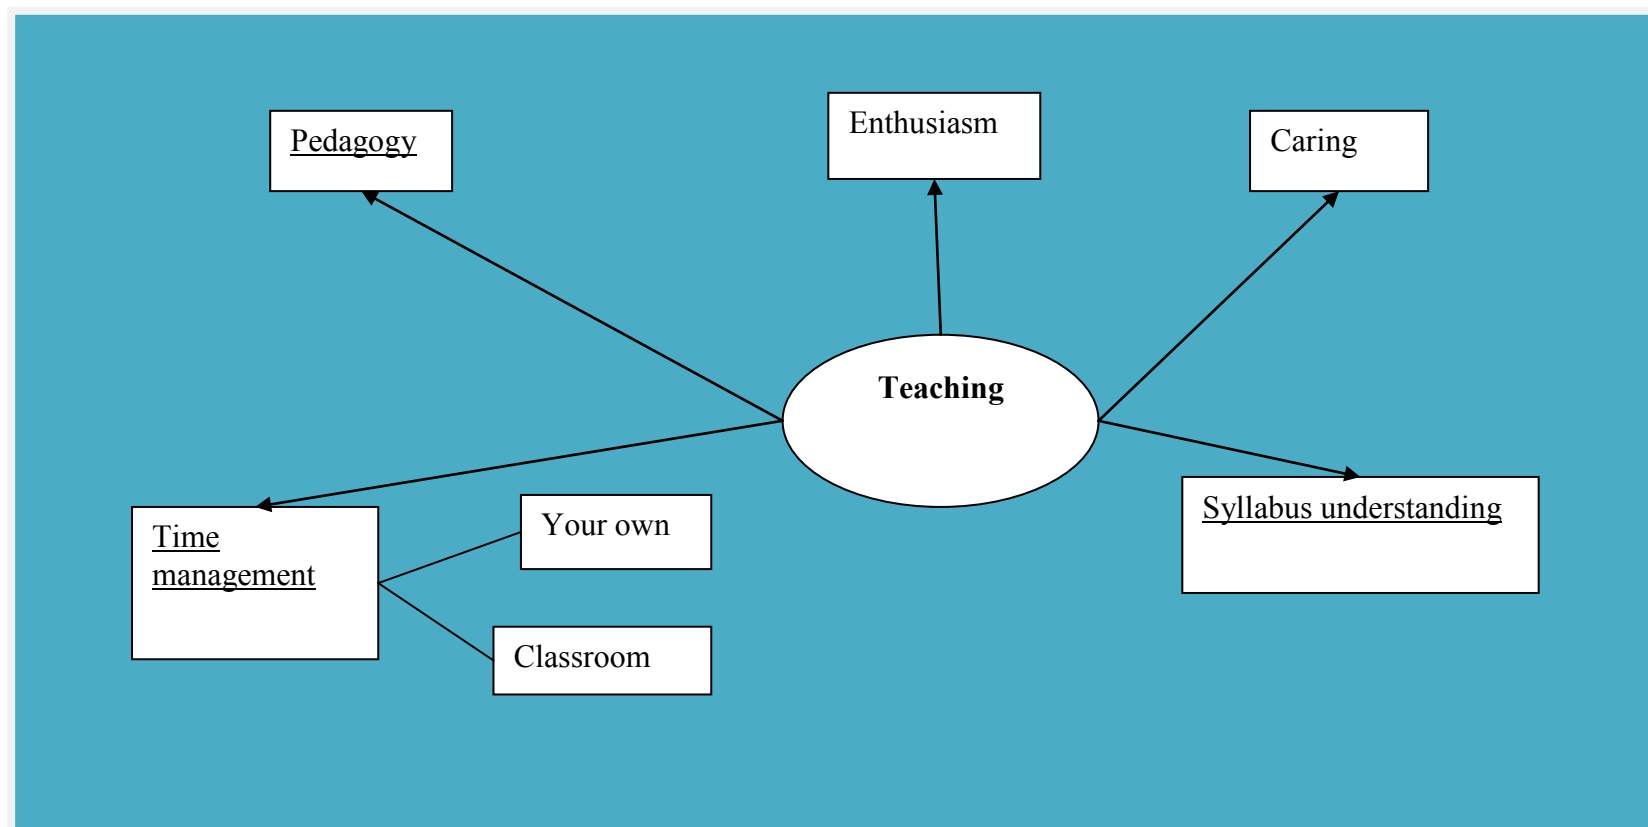 Pedagogy
Enthusiasm
Caring
Teaching
Time
management
Your own
Classroom
Syllabus understanding